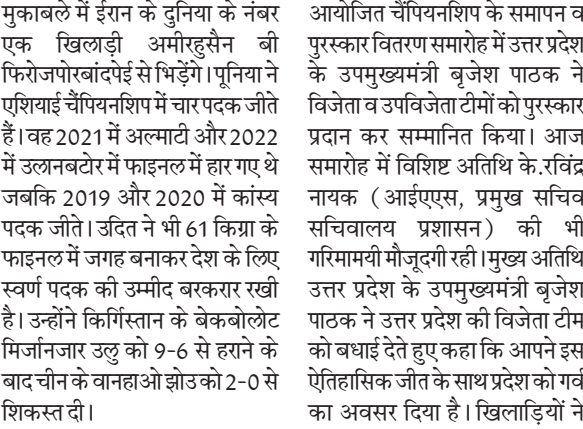 मुकाबले में ईरान के दुनिया के नंबर
एक खिलाड़ी अमीरहुसैन बी
फिरोजपोरबांदपेई से भिड़ेंगे। पूनिया ने
एशियाई चैंपियनशिप में चार पदक जीते
हैं। वह 2021 में अल्माटी और 2022
में उलानबटोर में फाइनल में हार गए थे
जबकि 2019 और 2020 में कांस्य
पदक जीते। उदित ने भी 61 किग्रा के
फाइनल में जगह बनाकर देश के लिए
स्वर्ण पदक की उम्मीद बरकरार रखी
है। उन्होंने किर्गिस्तान के बेकबोलोट
मिर्जानजार उलु को 9-6 से हराने के
बाद चीन के वानहाओ झोउ को 2-0 से
शिकस्त दी।
आयोजित चैंपियनशिप के समापन व
पुरस्कार वितरण समारोह में उत्तर प्रदेश
के उपमुख्यमंत्री बृजेश पाठक ने
विजेता व उपविजेता टीमों को पुरस्कार
प्रदान कर सम्मानित किया। आज
समारोह में विशिष्ट अतिथि के.रविंद्र
नायक (आईएएस, प्रमुख सचिव
सचिवालय प्रशासन) की भी
गरिमामयी मौजूदगी रही। मुख्य अतिथि
उत्तर प्रदेश के उपमुख्यमंत्री बृजेश
पाठक ने उत्तर प्रदेश की विजेता टीम
को बधाई देते हुए कहा कि आपने इस
ऐतिहासिक जीत के साथ प्रदेश को गर्व
का अवसर दिया है। खिलाड़ियों ने